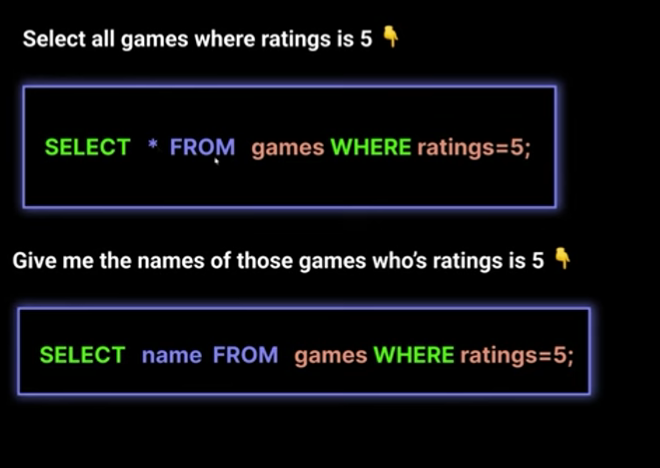 Select all games where ratings is 5 👇
SELECT * FROM games WHERE ratings=5;
Give me the names of those games who's ratings is 5 👇
SELECT name FROM games WHERE ratings=5;